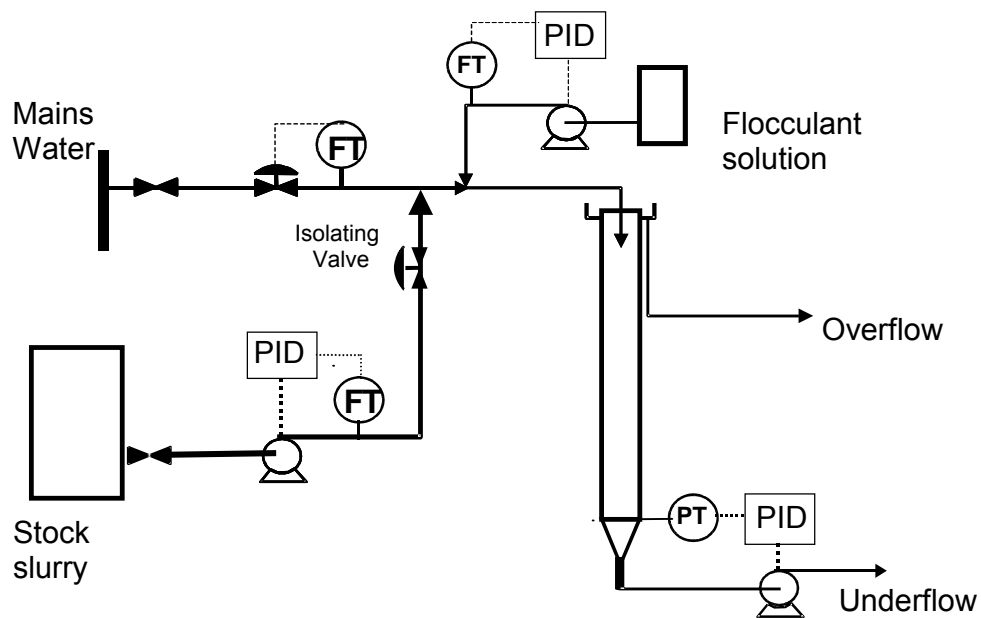 PID
FT
Mains
Water
FT
Flocculant
solution
Isolating
Valve
Overflow
PID
FT
Stock
slurry
PT
PID
Underflow